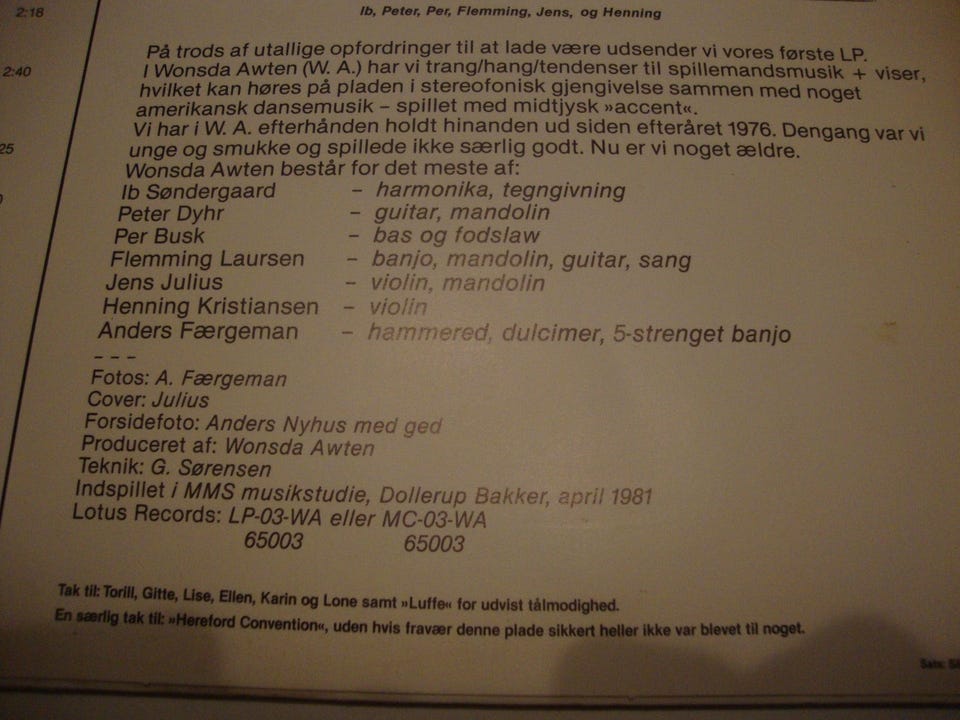 2:18
Ib, Peter, Per, Flemming, Jens, og Henning
2:40
25
På trods af utallige opfordringer til at lade være udsender vi vores første LP.
I Wonsda Awten (W. A.) har vi trang/hang/tendenser til spillemandsmusik + viser,
hvilket kan høres på pladen i stereofonisk gjengivelse sammen med noget
amerikansk dansemusik – spillet med midtjysk »accent«.
Vi har i W. A. efterhånden holdt hinanden ud siden efteråret 1976. Dengang var vi
unge og smukke og spillede ikke særlig godt. Nu er vi noget ældre.
Wonsda Awten består for det meste af:
Ib Søndergaard – harmonika, tegngivning
Peter Dyhr – guitar, mandolin
Per Busk – bas og fodslaw
Flemming Laursen – banjo, mandolin, guitar, sang
Jens Julius – violin, mandolin
Henning Kristiansen – violin
Anders Færgeman – hammered, dulcimer, 5-strenget banjo
– – –
Fotos: A. Færgeman
Cover: Julius
Forsidefoto: Anders Nyhus med ged
Produceret af: Wonsda Awten
Teknik: G. Sørensen
Indspillet i MMS musikstudie, Dollerup Bakker, april 1981
Lotus Records: LP-03-WA eller MC-03-WA
65003 65003
Tak til: Torill, Gitte, Lise, Ellen, Karin og Lone samt »Luffe« for udvist tålmodighed.
En særlig tak til: »Hereford Convention«, uden hvis fravær denne plade sikkert heller ikke var blevet til noget.
Sats: